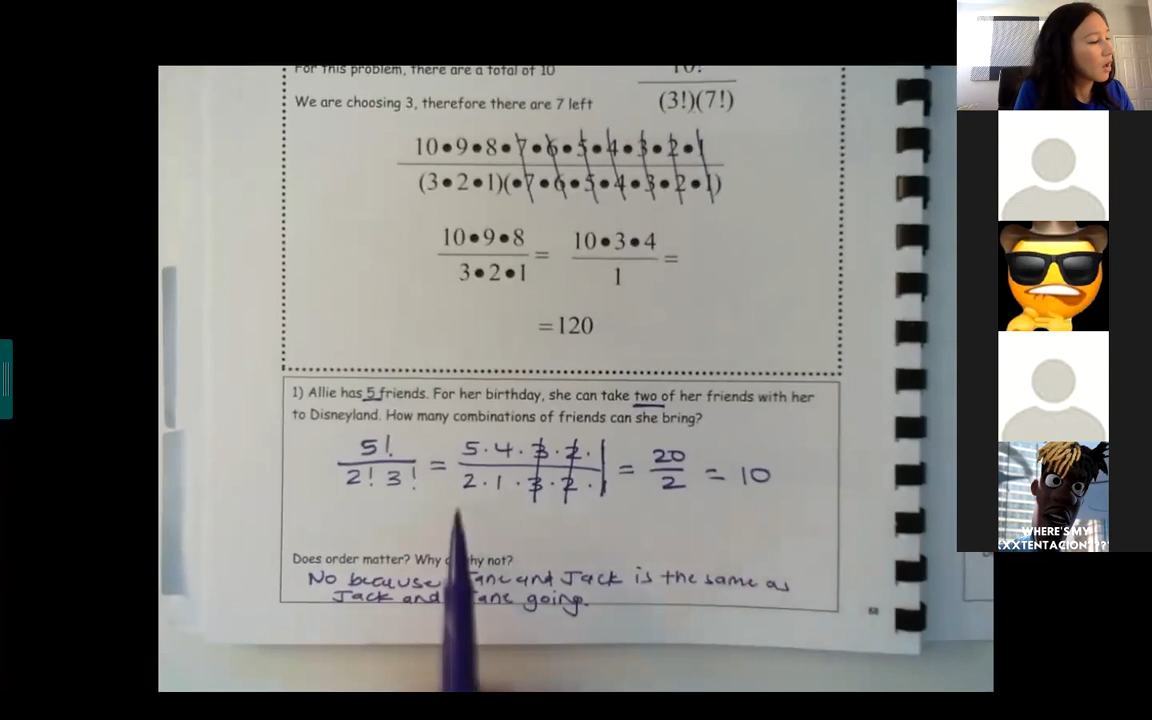 For this problem, there are a total of 10
10!
(3!)(7!)
We are choosing 3, therefore there are 7 left
10•9•8•7•6•5•4•3•2•1
(3•2•1)(•7•6•5•4•3•2•1)
10•9•8
3•2•1
=
10•3•4
1
=
=120
1) Allie has 5 friends. For her birthday, she can take two of her friends with her
to Disneyland. How many combinations of friends can she bring?
5!
2! 3!
=
5·4·3·2·1
2·1·3·2·1
=
20
2
= 10
Does order matter? Why not?
No because Jane and Jack is the same as
Jack and Jane going.
68
WHERE'S MY
XXXTENTACION???